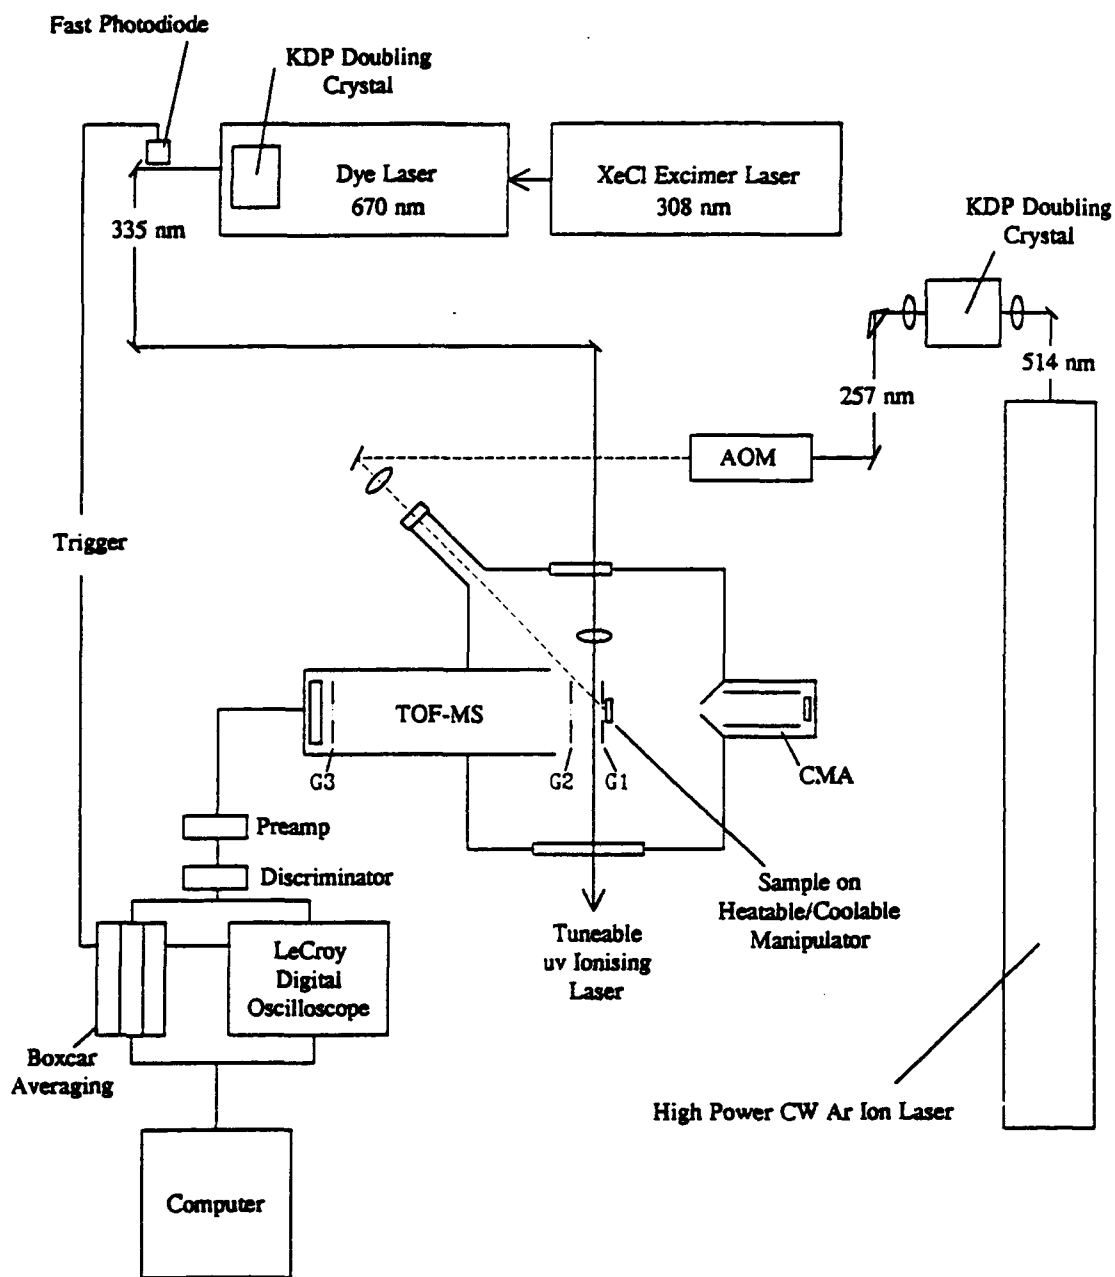 Fast Photodiode
KDP Doubling
Crystal
Dye Laser
670 nm
XeCl Excimer Laser
308 nm
KDP Doubling
Crystal
335 nm
514 nm
257 nm
AOM
Trigger
TOF-MS
G3
G2
G1
CMA
Preamp
Discriminator
Sample on
Heatable/Coolable
Manipulator
Tuneable
uv Ionising
Laser
LeCroy
Digital
Oscilloscope
Boxcar
Averaging
High Power CW Ar Ion Laser
Computer